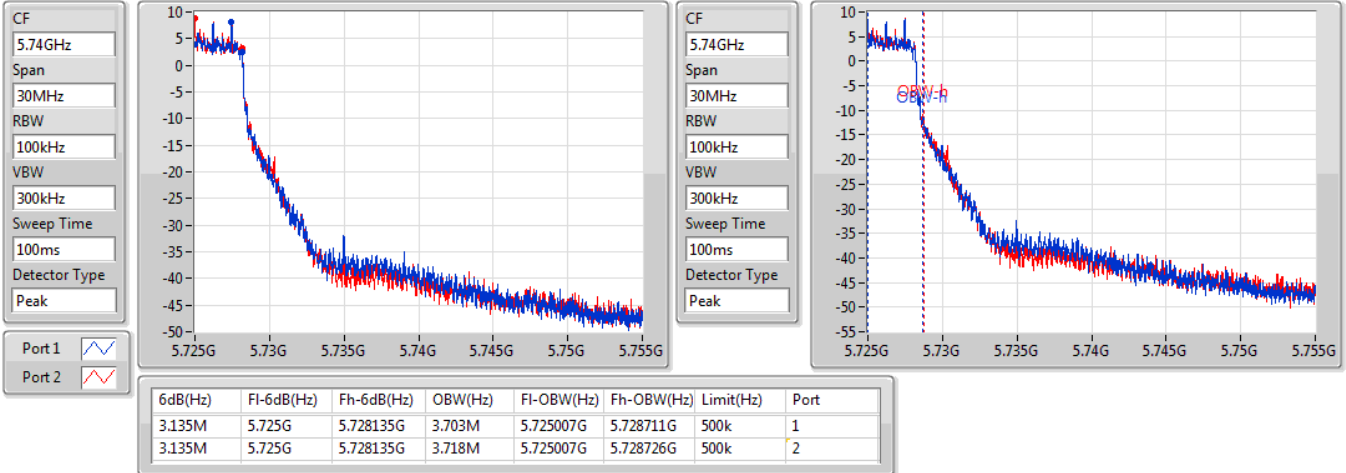 CF
5.74GHz
Span
30MHz
RBW
100kHz
VBW
300kHz
Sweep Time
100ms
Detector Type
Peak
10
5
0
-5
-10
-15
-20
-25
-30
-35
-40
-45
-50
5.725G 5.73G 5.735G 5.74G 5.745G 5.75G 5.755G
CF
5.74GHz
Span
30MHz
RBW
100kHz
VBW
300kHz
Sweep Time
100ms
Detector Type
Peak
10
5
0
-5
-10
-15
-20
-25
-30
-35
-40
-45
-50
-55
OBW-h
OBW-h
5.725G 5.73G 5.735G 5.74G 5.745G 5.75G 5.755G
Port 1
Port 2
6dB(Hz) Fl-6dB(Hz) Fh-6dB(Hz) OBW(Hz) Fl-OBW(Hz) Fh-OBW(Hz) Limit(Hz) Port
3.135M 5.725G 5.728135G 3.703M 5.725007G 5.728711G 500k 1
3.135M 5.725G 5.728135G 3.718M 5.725007G 5.728726G 500k 2